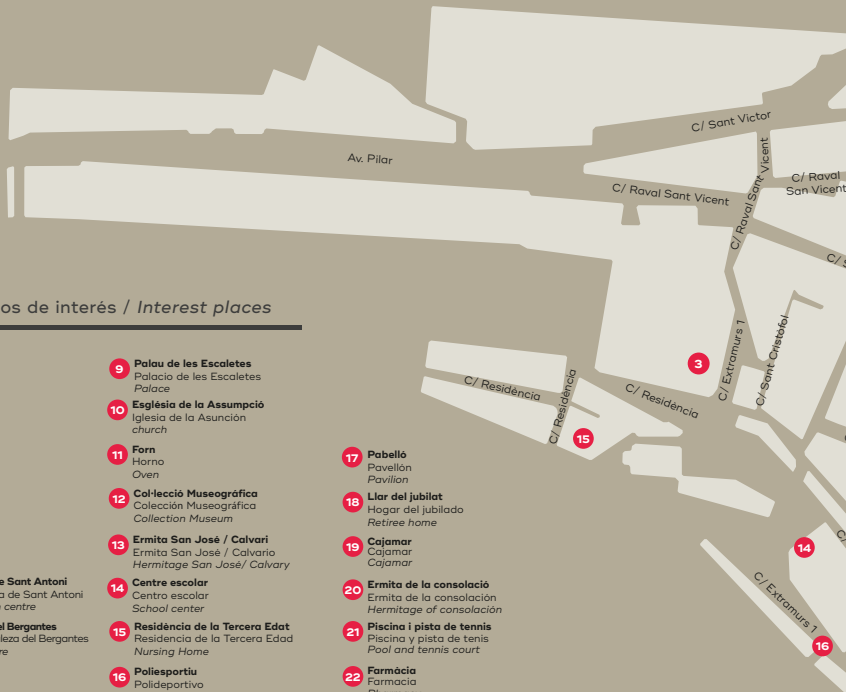 Av. Pilar
C/ Sant Victor
C/ Raval Sant Vicent
C/ Raval Sant Vicent
C/ Raval
San Vicent
C/ Extramurs 1
C/ Sant Cristòfol
3
C/ Residència
C/ Residència
C/ Residència
15
14
C/ Extramurs 1
16
os de interés / Interest places
e Sant Antoni
a de Sant Antoni
centre
el Bergantes
leza del Bergantes
re
9 Palau de les Escaletes
Palacio de les Escaletes
Palace
10 Església de la Assumpció
Iglesia de la Asunción
church
11 Forn
Horno
Oven
12 Col·lecció Museogràfica
Colección Museográfica
Collection Museum
13 Ermita San José / Calvari
Ermita San José / Calvario
Hermitage San José/ Calvary
14 Centre escolar
Centro escolar
School center
15 Residència de la Tercera Edat
Residencia de la Tercera Edad
Nursing Home
16 Poliesportiu
Polideportivo
17 Pabelló
Pavellón
Pavilion
18 Llar del jubilat
Hogar del jubilado
Retiree home
19 Cajamar
Cajamar
Cajamar
20 Ermita de la consolació
Ermita de la consolación
Hermitage of consolación
21 Piscina i pista de tennis
Piscina y pista de tenis
Pool and tennis court
22 Farmàcia
Farmacia